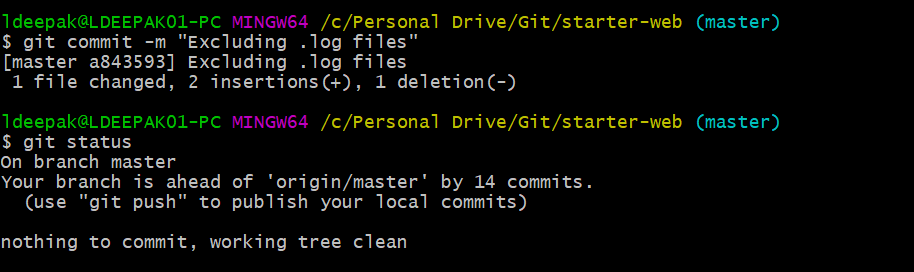 ldeepak@LDEEPAK01-PC MINGW64 /c/Personal Drive/Git/starter-web (master)
$ git commit -m "Excluding .log files"
[master a843593] Excluding .log files
 1 file changed, 2 insertions(+), 1 deletion(-)
ldeepak@LDEEPAK01-PC MINGW64 /c/Personal Drive/Git/starter-web (master)
$ git status
On branch master
Your branch is ahead of 'origin/master' by 14 commits.
  (use "git push" to publish your local commits)
nothing to commit, working tree clean